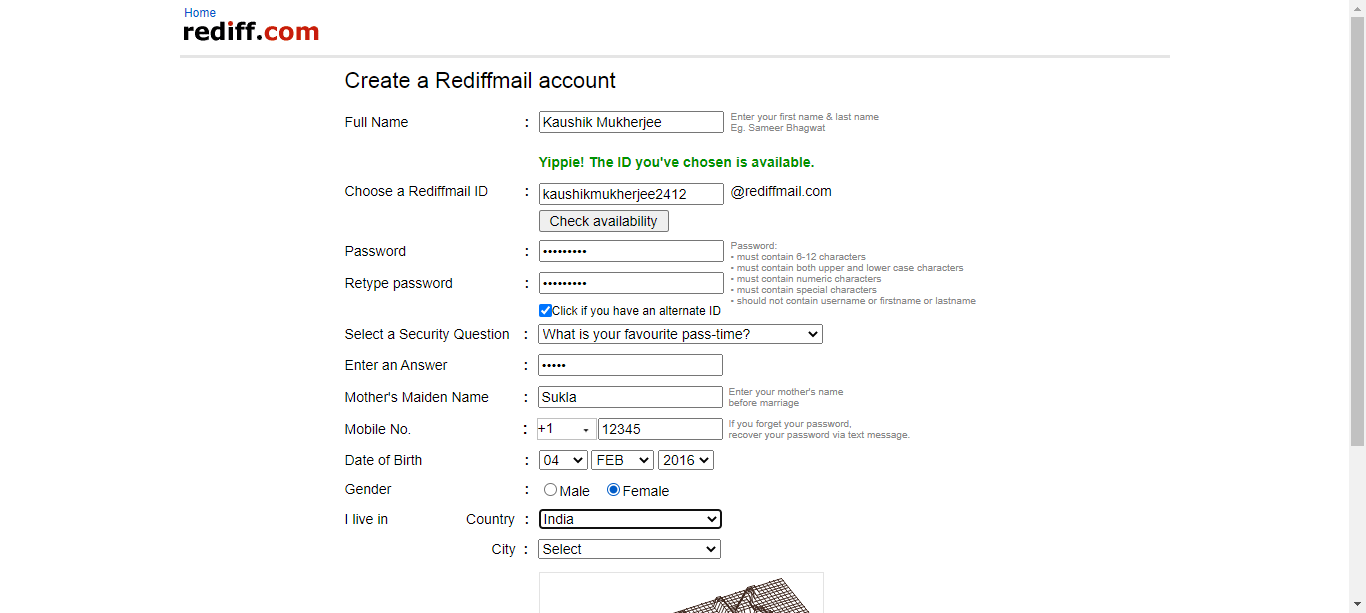 Home
rediff.com
Create a Rediffmail account
Full Name : Kaushik Mukherjee Enter your first name & last name
Eg. Sameer Bhagwat
Yippie! The ID you've chosen is available.
Choose a Rediffmail ID : kaushikmukherjee2412 @rediffmail.com
Check availability
Password : ••••••••• Password:
• must contain 6-12 characters
• must contain both upper and lower case characters
• must contain numeric characters
Retype password : •••••••••
• must contain special characters
• should not contain username or firstname or lastname
Click if you have an alternate ID
Select a Security Question : What is your favourite pass-time?
Enter an Answer : •••••
Mother's Maiden Name : Sukla Enter your mother's name
before marriage
Mobile No. : +1 12345 If you forget your password,
recover your password via text message.
Date of Birth : 04 FEB 2016
Gender : Male Female
I live in Country : India
City : Select